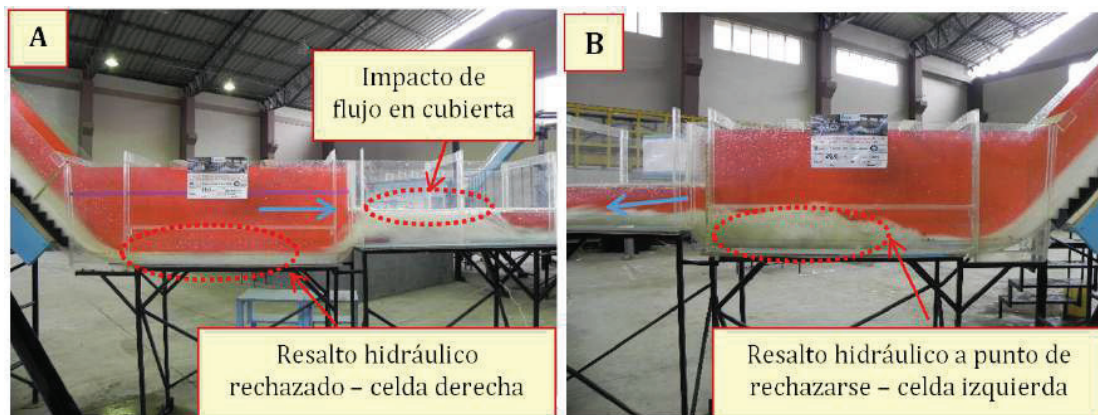 A
Impacto de
flujo en cubierta
Resalto hidráulico
rechazado – celda derecha
B
Resalto hidráulico a punto de
rechazarse – celda izquierda